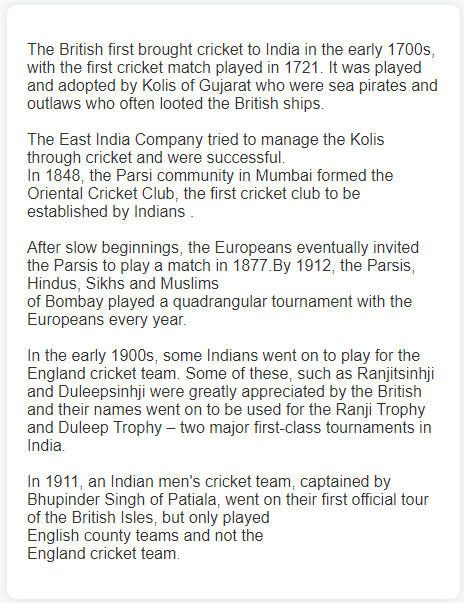 The British first brought cricket to India in the early 1700s,
with the first cricket match played in 1721. It was played
and adopted by Kolis of Gujarat who were sea pirates and
outlaws who often looted the British ships.
The East India Company tried to manage the Kolis
through cricket and were successful.
In 1848, the Parsi community in Mumbai formed the
Oriental Cricket Club, the first cricket club to be
established by Indians .
After slow beginnings, the Europeans eventually invited
the Parsis to play a match in 1877.By 1912, the Parsis,
Hindus, Sikhs and Muslims
of Bombay played a quadrangular tournament with the
Europeans every year.
In the early 1900s, some Indians went on to play for the
England cricket team. Some of these, such as Ranjitsinhji
and Duleepsinhji were greatly appreciated by the British
and their names went on to be used for the Ranji Trophy
and Duleep Trophy – two major first-class tournaments in
India.
In 1911, an Indian men's cricket team, captained by
Bhupinder Singh of Patiala, went on their first official tour
of the British Isles, but only played
English county teams and not the
England cricket team.